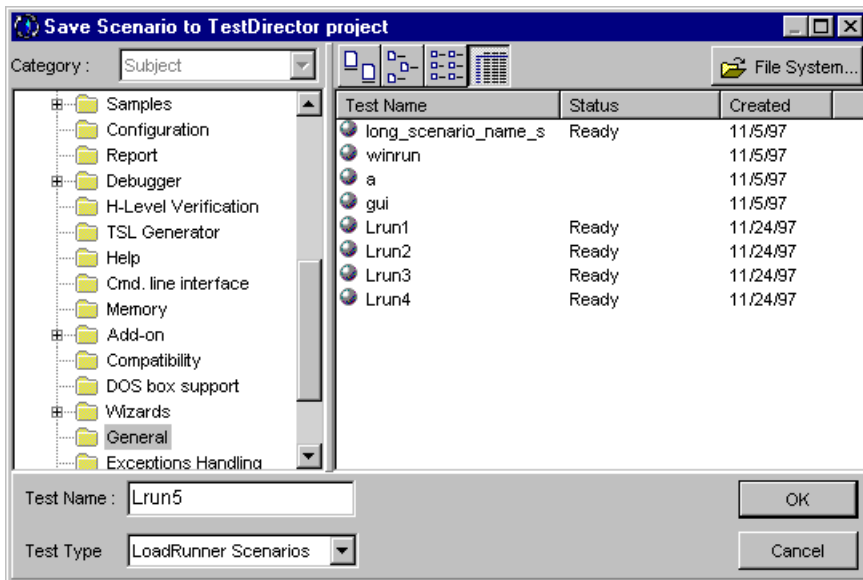 Save Scenario to TestDirector project
Category : Subject
File System...
Samples
Configuration
Report
Debugger
H-Level Verification
TSL Generator
Help
Cmd. line interface
Memory
Add-on
Compatibility
DOS box support
Wizards
General
Exceptions Handling
Test Name Status Created
long_scenario_name_s Ready 11/5/97
winrun 11/5/97
a 11/5/97
gui 11/5/97
Lrun1 Ready 11/24/97
Lrun2 Ready 11/24/97
Lrun3 Ready 11/24/97
Lrun4 Ready 11/24/97
Test Name : Lrun5
OK
Test Type LoadRunner Scenarios
Cancel